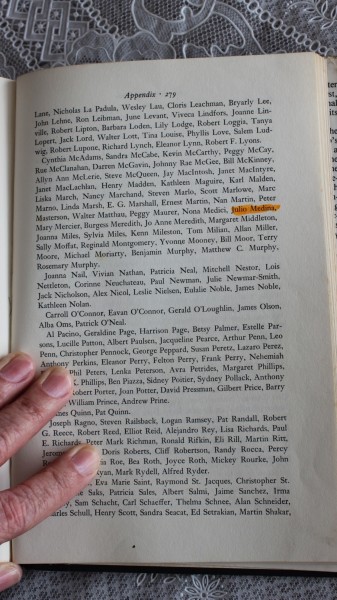 Appendix · 279
Lane, Nicholas La Padula, Wesley Lau, Cloris Leachman, Bryarly Lee,
John Lehne, Ron Leibman, June Levant, Viveca Lindfors, Joanne Lin-
ville, Robert Lipton, Barbara Loden, Lily Lodge, Robert Loggia, Tanya
Lopert, Jack Lord, Walter Lott, Tina Louise, Phyllis Love, Salem Lud-
wig, Robert Lupone, Richard Lynch, Eleanor Lynn, Robert F. Lyons.
Cynthia McAdams, Sandra McCabe, Kevin McCarthy, Peggy McCay,
Rue McClanahan, Darren McGavin, Johnny Rae McGee, Bill McKinney,
Allyn Ann McLerie, Steve McQueen, Jay MacIntosh, Janet MacIntyre,
Janet MacLachlan, Henry Madden, Kathleen Maguire, Karl Malden,
Liska March, Nancy Marchand, Steven Marlo, Scott Marlowe, Marc
Marno, Linda Marsh, E. G. Marshall, Ernest Martin, Nan Martin, Peter
Masterson, Walter Matthau, Peggy Maurer, Nona Medici, Julio Medina,
Mary Mercer, Burgess Meredith, Jo Anne Meredith, Margaret Middleton,
Joanna Miles, Sylvia Miles, Kenn Mileston, Tom Milian, Allan Miller,
Sally Moffat, Reginald Montgomery, Yvonne Mooney, Bill Moor, Terry
Moore, Michael Moriarty, Benjamin Murphy, Matthew C. Murphy,
Rosemary Murphy.
Joanna Nail, Vivian Nathan, Patricia Neal, Mitchell Nestor, Lois
Nettleton, Corinne Neuchateau, Paul Newman, Julie Newmar-Smith,
Jack Nicholson, Alex Nicol, Leslie Nielsen, Eulalie Noble, James Noble,
Kathleen Nolan.
Carroll O'Connor, Eavan O'Connor, Gerald O'Loughlin, James Olson,
Alba Oms, Patrick O'Neal.
Al Pacino, Geraldine Page, Harrison Page, Betsy Palmer, Estelle Par-
sons, Lucille Patton, Albert Paulsen, Jacqueline Pearce, Arthur Penn, Leo
Penn, Christopher Pennock, George Peppard, Susan Peretz, Lazaro Perez,
Anthony Perkins, Eleanor Perry, Felton Perry, Frank Perry, Nehemiah
Phil Peters, Lenka Peterson, Avra Petrides, Margaret Phillips,
K. Phillips, Ben Piazza, Sidney Poitier, Sydney Pollack, Anthony
Robert Porter, Joan Potter, David Pressman, Gilbert Price, Barry
William Prince, Andrew Prine.
Quinn, Pat Quinn.
Joseph Ragno, Steven Railsback, Logan Ramsey, Pat Randall, Robert
G. Reece, Robert Reed, Elliot Reid, Alejandro Rey, Lisa Richards, Paul
E. Richards, Peter Mark Richman, Ronald Rifkin, Eli Rill, Martin Ritt,
Doris Roberts, Cliff Robertson, Randy Rocca, Percy
Roe, Bea Roth, Joyce Roth, Mickey Rourke, John
Mark Rydell, Alfred Ryder.
Eva Marie Saint, Raymond St. Jacques, Christopher St.
Saks, Patricia Sales, Albert Salmi, Jaime Sanchez, Irma
Sam Schacht, Carl Schaeffer, Thelma Schnee, Alan Schneider,
Charles Schull, Henry Scott, Sandra Seacat, Ed Setrakian, Martin Shakar,